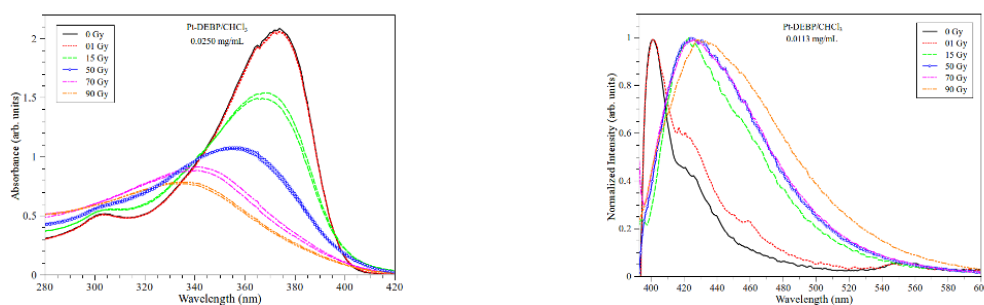 Pt-DEBP/CHCl3
0.0250 mg/mL
0 Gy
01 Gy
15 Gy
50 Gy
70 Gy
90 Gy
Absorbance (arb. units)
2
1.5
1
0.5
0
280 300 320 340 360 380 400 420
Wavelength (nm)
Pt-DEBP/CHCl3
0.0113 mg/mL
0 Gy
01 Gy
15 Gy
50 Gy
70 Gy
90 Gy
Normalized Intensity (arb. units)
1
0.8
0.6
0.4
0.2
0
400 420 440 460 480 500 520 540 560 580 60
Wavelength (nm)